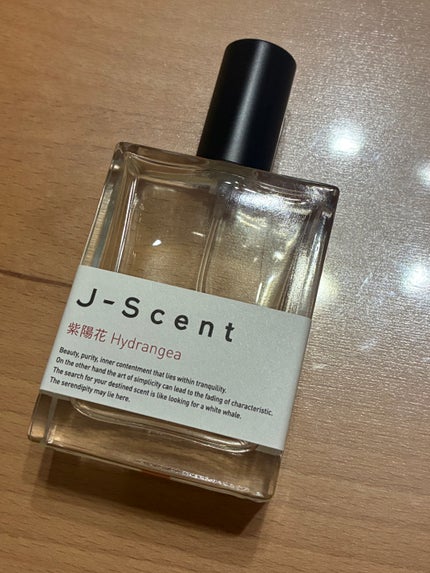 J-Scent
紫陽花 Hydrangea
Beauty, purity, inner contentment that lies within tranquility.
On the other hand the art of simplicity can lead to the fading of characteristic.
The search for your destined scent is like looking for a white whale.
The serendipity may lie here.